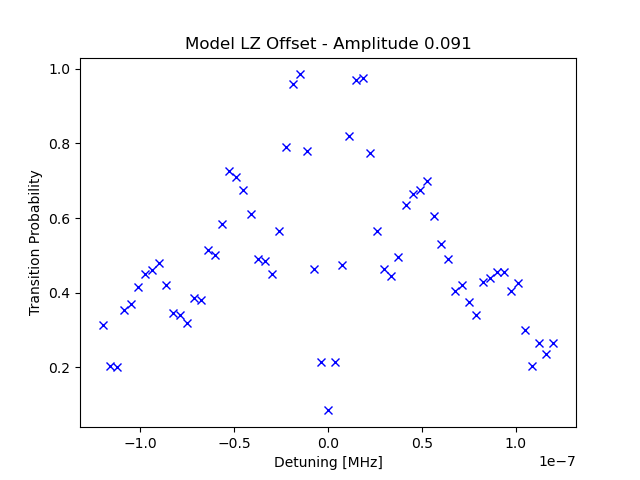 Model LZ Offset - Amplitude 0.091
Transition Probability
1.0
0.8
0.6
0.4
0.2
−1.0 −0.5 0.0 0.5 1.0
1e−7
Detuning [MHz]